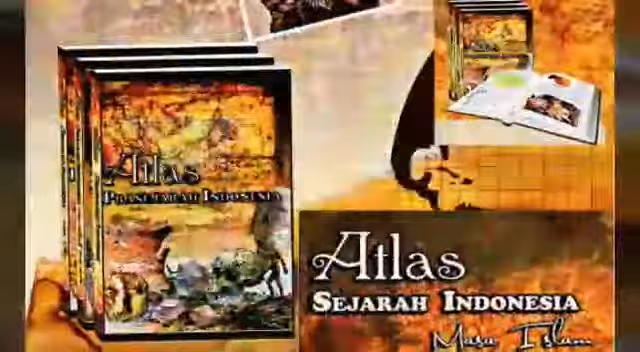 Atlas
PRASEJARAH INDONESIA
Atlas
SEJARAH INDONESIA
Masa Islam